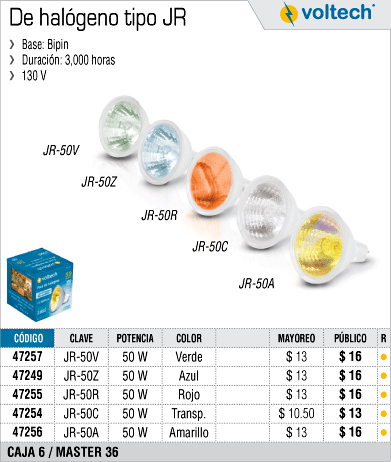 De halógeno tipo JR
voltech®
Base: Bipin
Duración: 3,000 horas
130 V
JR-50V
JR-50Z
JR-50R
JR-50C
JR-50A
voltech
CÓDIGO CLAVE POTENCIA COLOR MAYOREO PÚBLICO R
47257 JR-50V 50 W Verde $ 13 $ 16
47249 JR-50Z 50 W Azul $ 13 $ 16
47255 JR-50R 50 W Rojo $ 13 $ 16
47254 JR-50C 50 W Transp. $ 10.50 $ 13
47256 JR-50A 50 W Amarillo $ 13 $ 16
CAJA 6 / MASTER 36